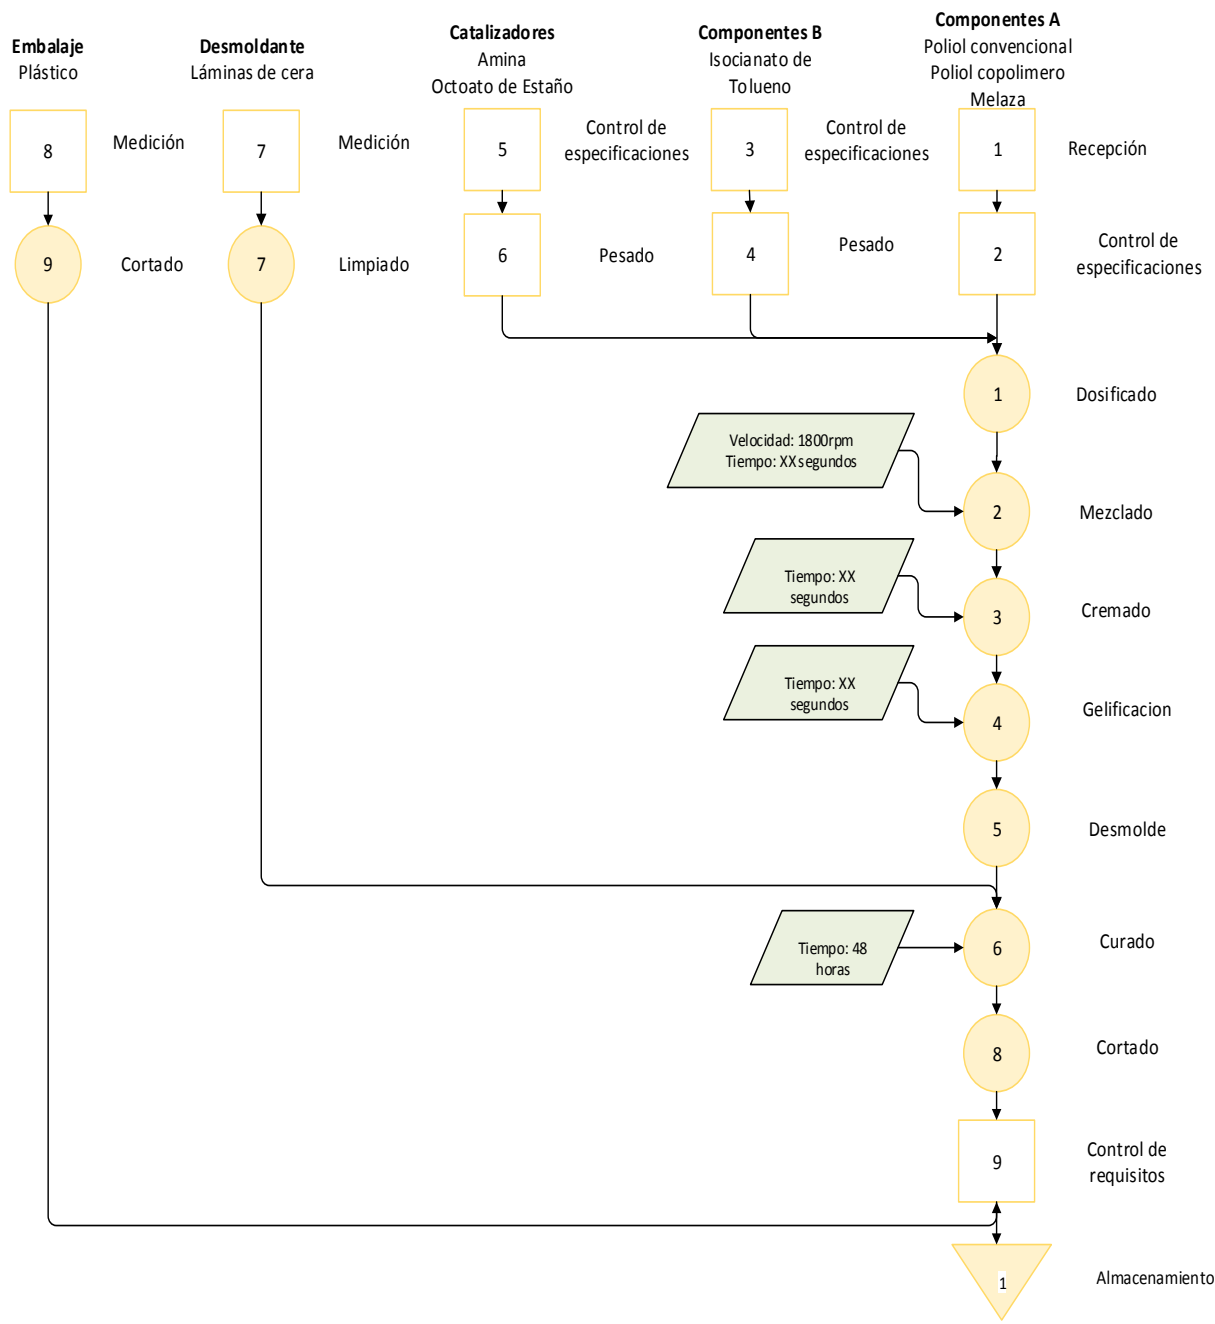 Embalaje
Plástico
Desmoldante
Láminas de cera
Catalizadores
Amina
Octoato de Estaño
Componentes B
Isocianato de
Tolueno
Componentes A
Poliol convencional
Poliol copolimero
Melaza
8
Medición
7
Medición
5
Control de
especificaciones
3
Control de
especificaciones
1
Recepción
9
Cortado
7
Limpiado
6
Pesado
4
Pesado
2
Control de
especificaciones
1
Dosificado
Velocidad: 1800rpm
Tiempo: XX segundos
2
Mezclado
Tiempo: XX
segundos
3
Cremado
Tiempo: XX
segundos
4
Gelificacion
5
Desmolde
Tiempo: 48
horas
6
Curado
8
Cortado
9
Control de
requisitos
1
Almacenamiento